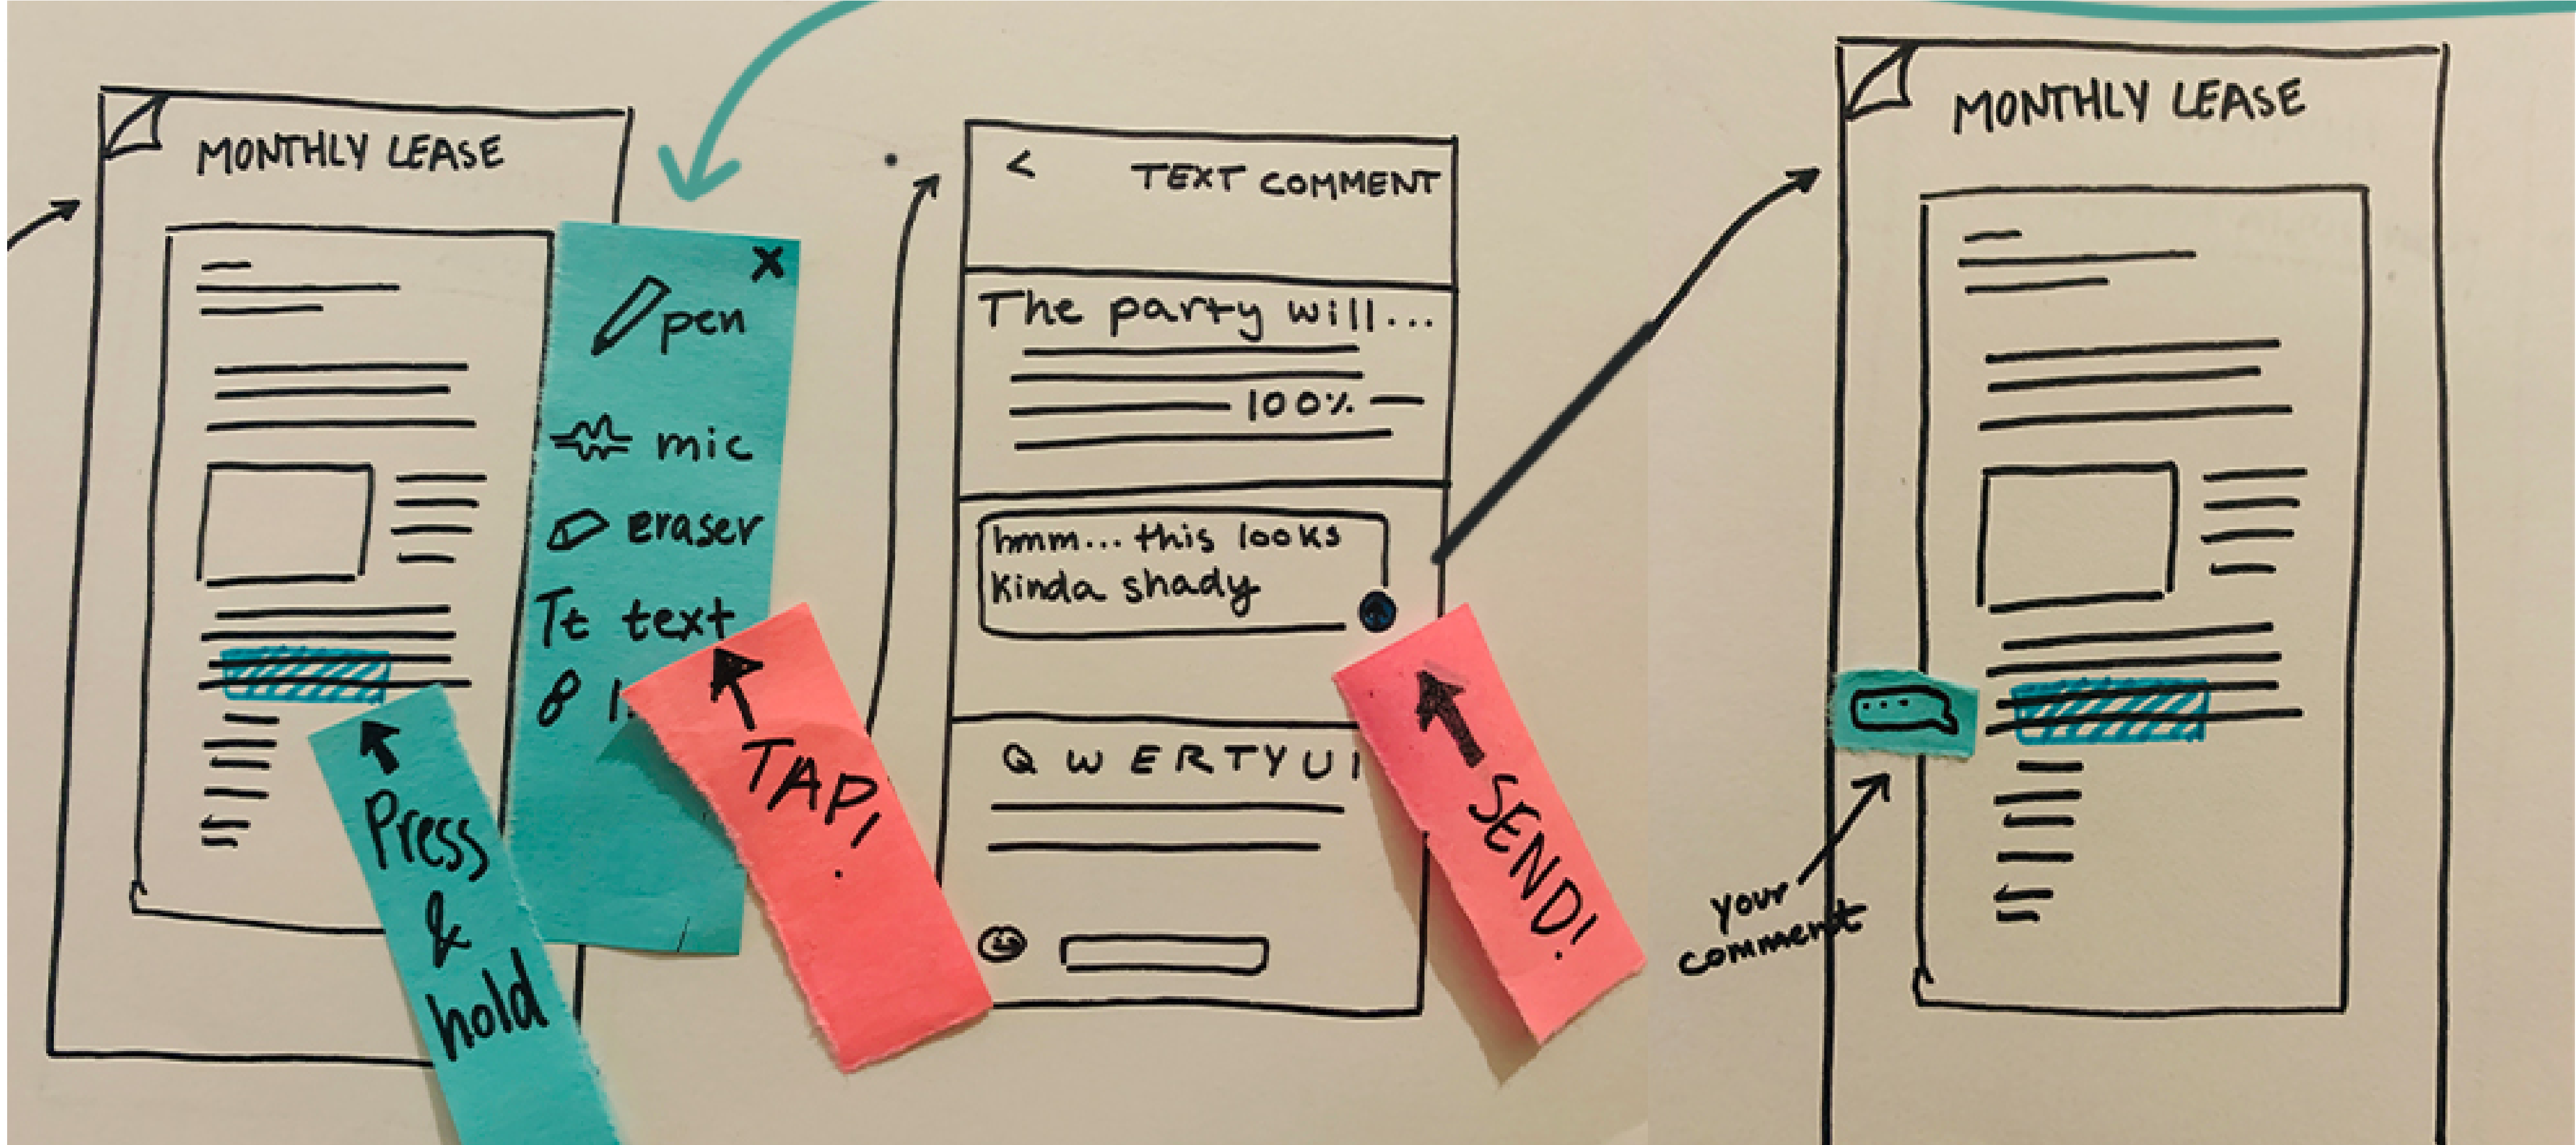 MONTHLY LEASE
X
pen
mic
eraser
Tt text
Press
&
hold
TAP!
<
TEXT COMMENT
The party will...
100%
hmm... this looks
kinda shady
Q W E R T Y U I
SEND!
MONTHLY LEASE
...
your
comment